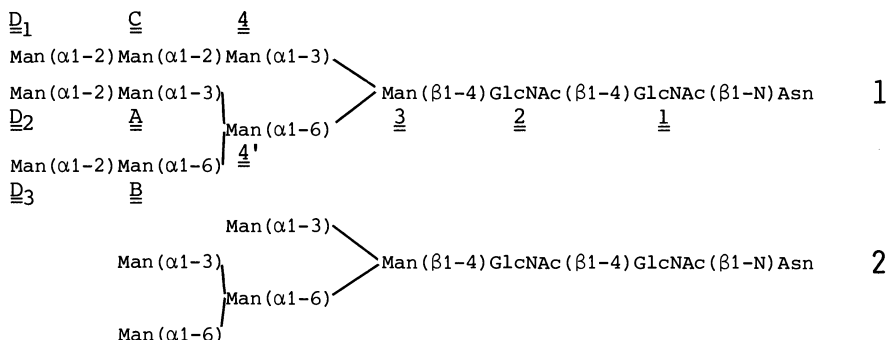 D1 C 4
Man(α1-2)Man(α1-2)Man(α1-3)
Man(α1-2)Man(α1-3) Man(β1-4)GlcNAc(β1-4)GlcNAc(β1-N)Asn 1
D2 A 3 2 1
Man(α1-6)
4'
Man(α1-2)Man(α1-6)
D3 B
Man(α1-3)
Man(α1-3) Man(β1-4)GlcNAc(β1-4)GlcNAc(β1-N)Asn 2
Man(α1-6)
Man(α1-6)